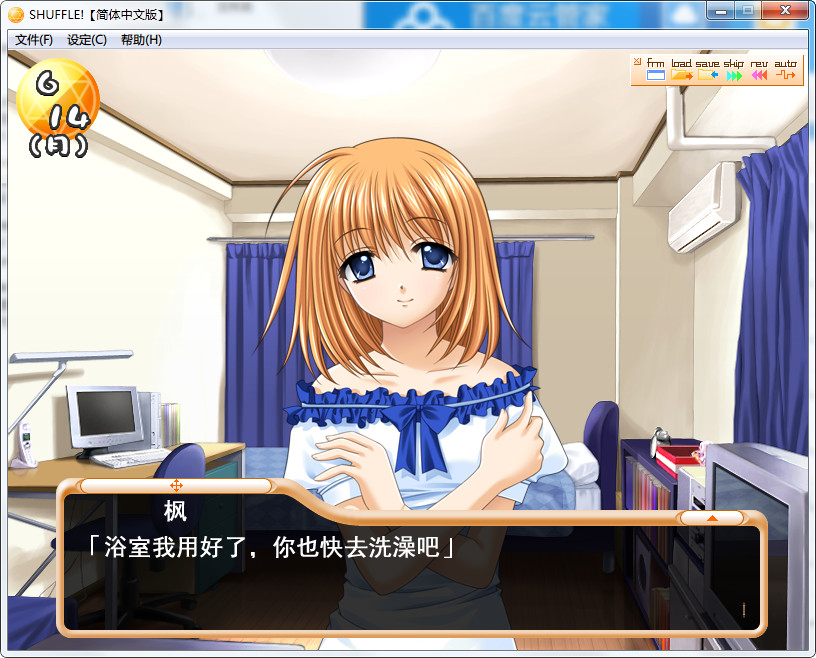 SHUFFLE!【简体中文版】
百度云管家
文件(F) 设定(C) 帮助(H)
frm load save skip rev auto
6
14
(月)
枫
「浴室我用好了，你也快去洗澡吧」